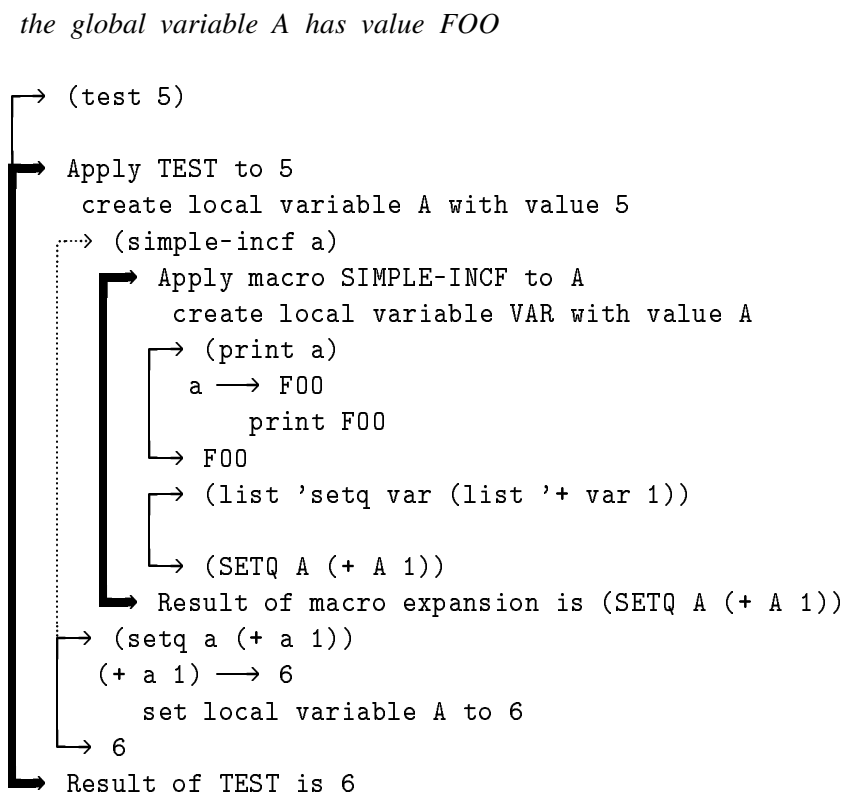 the global variable A has value FOO
(test 5)
Apply TEST to 5
create local variable A with value 5
(simple-incf a)
Apply macro SIMPLE-INCF to A
create local variable VAR with value A
(print a)
a ⟶ FOO
print FOO
FOO
(list 'setq var (list '+ var 1))
(SETQ A (+ A 1))
Result of macro expansion is (SETQ A (+ A 1))
(setq a (+ a 1))
(+ a 1) ⟶ 6
set local variable A to 6
6
Result of TEST is 6